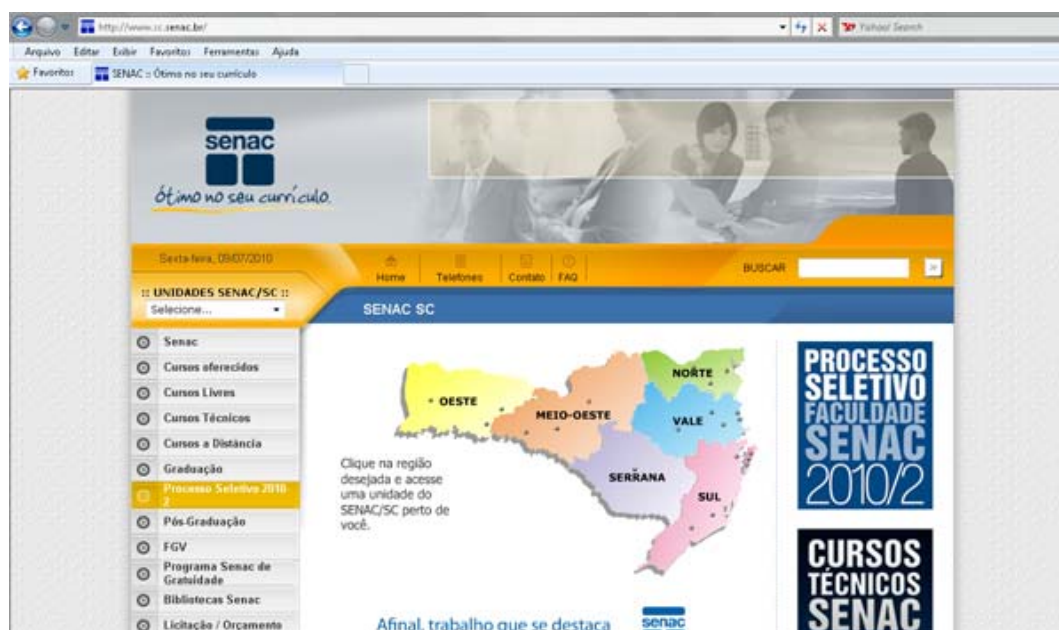 http://www.sc.senac.br/
Yahoo! Search
Arquivo Editar Exibir Favoritos Ferramentas Ajuda
Favoritos SENAC :: Ótimo no seu currículo
senac
ótimo no seu currículo.
Sexta-feira, 09/07/2010
Home Telefones Contato FAQ
BUSCAR
:: UNIDADES SENAC/SC ::
Selecione...
SENAC SC
Senac
Cursos oferecidos
Cursos Livres
Cursos Técnicos
Cursos a Distância
Graduação
Processo Seletivo 2010-
2
Pós-Graduação
FGV
Programa Senac de
Gratuidade
Bibliotecas Senac
Licitação / Orçamento
NORTE
OESTE
MEIO-OESTE
VALE
SERRANA
SUL
Clique na região
desejada e acesse
uma unidade do
SENAC/SC perto de
você.
Afinal, trabalho que se destaca
senac
PROCESSO
SELETIVO
FACULDADE
SENAC
2010/2
CURSOS
TÉCNICOS
SENAC